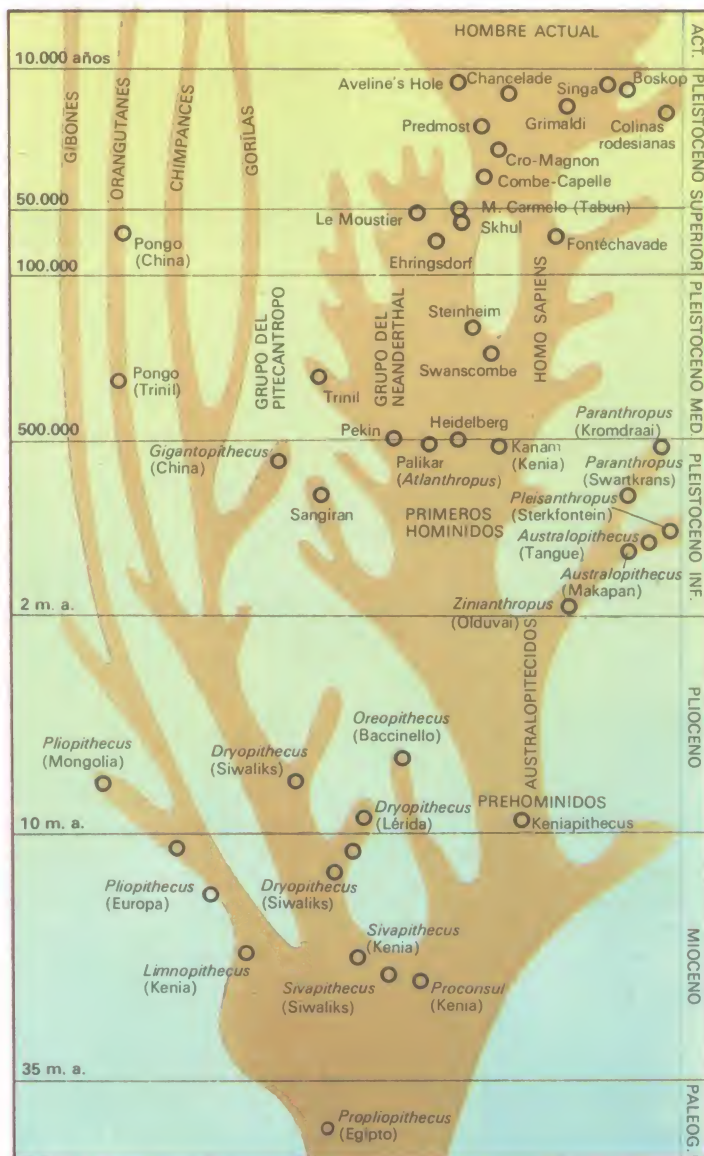 HOMBRE ACTUAL
ACT.
10.000 años
Aveline's Hole
Chancelade
Singa
Boskop
Grimaldi
Colinas
rodesianas
Predmost
Cro-Magnon
Combe-Capelle
GIBONES
ORANGUTANES
CHIMPANCES
GORILAS
PLEISTOCENO SUPERIOR
50.000
Le Moustier
M. Carmelo (Tabun)
Skhul
Fontéchavade
Ehringsdorf
Pongo
(China)
100.000
GRUPO DEL
PITECANTROPO
GRUPO DEL
NEANDERTHAL
HOMO SAPIENS
PLEISTOCENO MED.
Steinheim
Swanscombe
Pongo
(Trinil)
Trinil
500.000
Pekin
Heidelberg
Paranthropus
(Kromdraai)
Gigantopithecus
(China)
Palikar
(Atlanthropus)
Kanam
(Kenia)
Paranthropus
(Swartkrans)
Sangiran
PRIMEROS
HOMINIDOS
Pleisanthropus
(Sterkfontein)
Australopithecus
(Tangue)
Australopithecus
(Makapan)
PLEISTOCENO INF.
Zinianthropus
(Olduvai)
2 m. a.
AUSTRALOPITECIDOS
PLIOCENO
Oreopithecus
(Baccinello)
Pliopithecus
(Mongolia)
Dryopithecus
(Siwaliks)
Dryopithecus
(Lérida)
PREHOMINIDOS
Keniapithecus
10 m. a.
Pliopithecus
(Europa)
Dryopithecus
(Siwaliks)
MIOCENO
Limnopithecus
(Kenia)
Sivapithecus
(Kenia)
Sivapithecus
(Siwaliks)
Proconsul
(Kenia)
35 m. a.
PALEOG.
Propliopithecus
(Egipto)